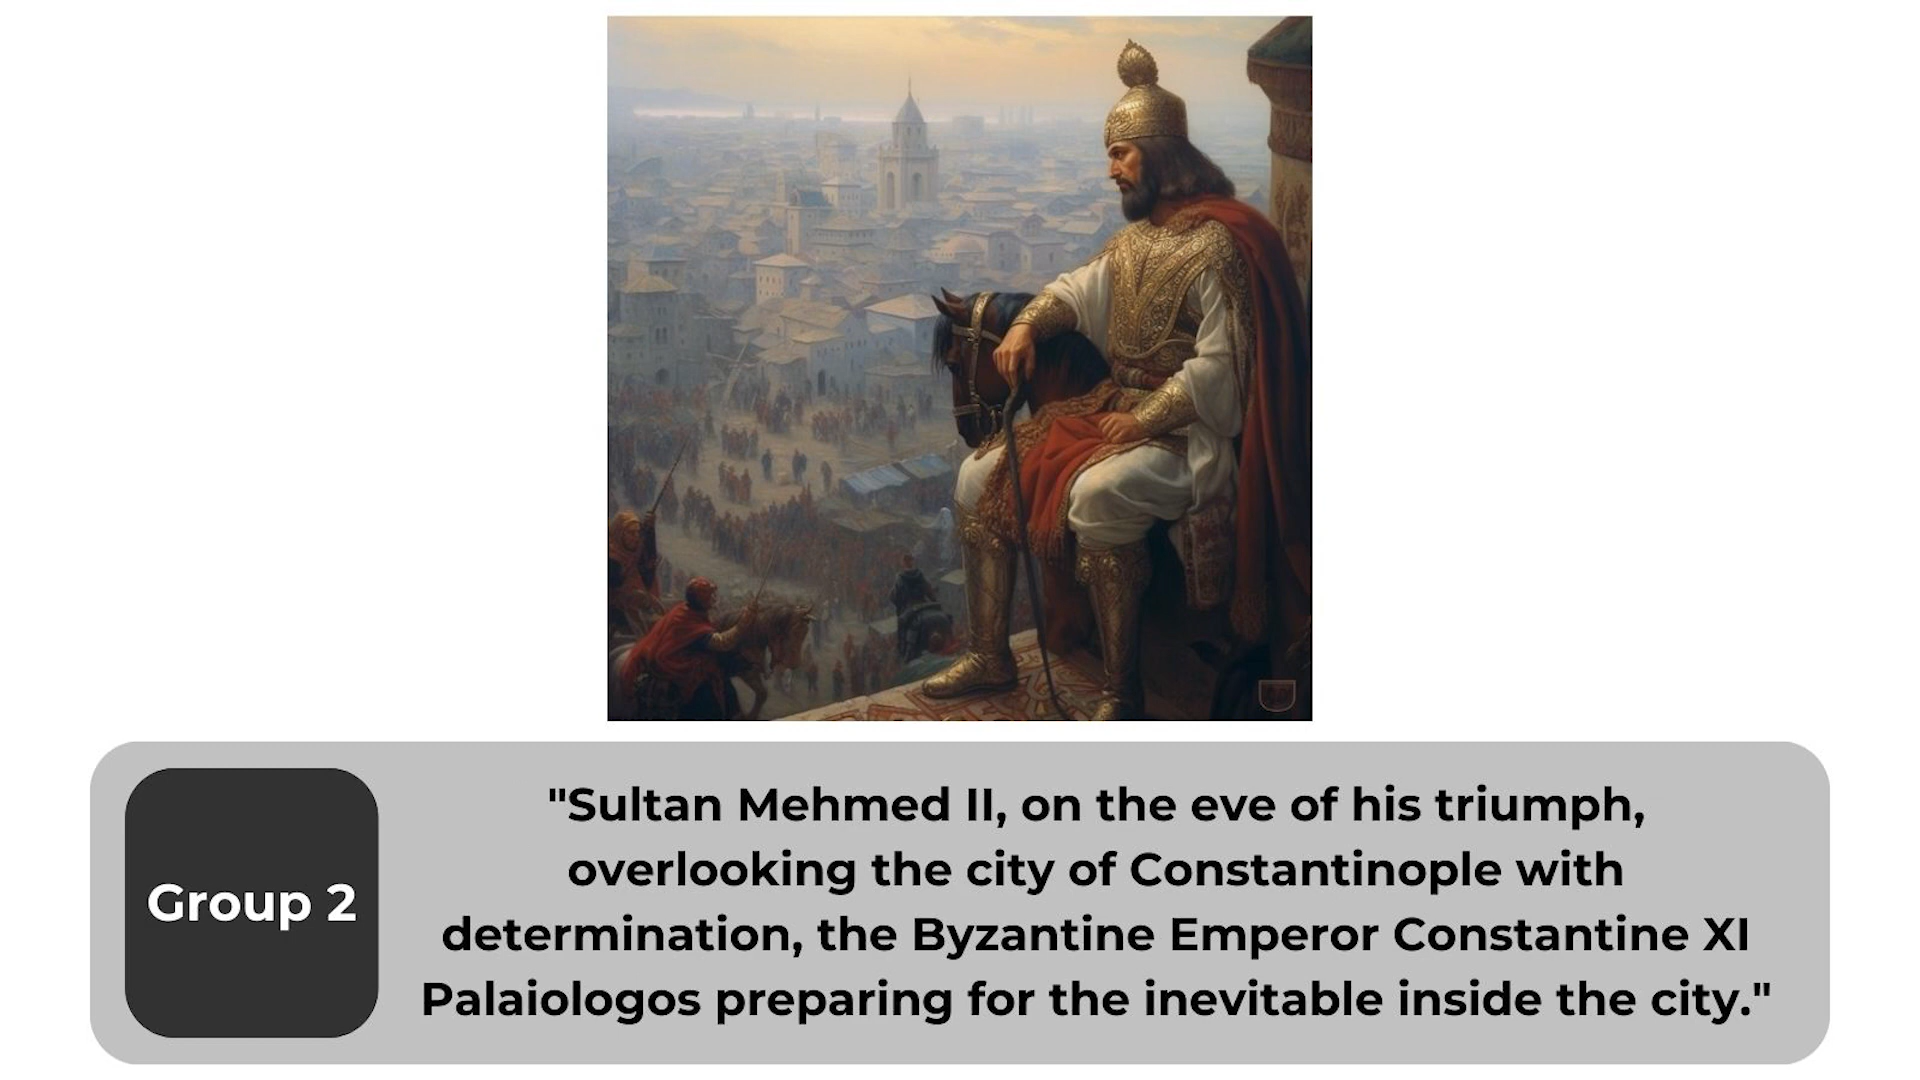 Group 2
"Sultan Mehmed II, on the eve of his triumph,
overlooking the city of Constantinople with
determination, the Byzantine Emperor Constantine XI
Palaiologos preparing for the inevitable inside the city."